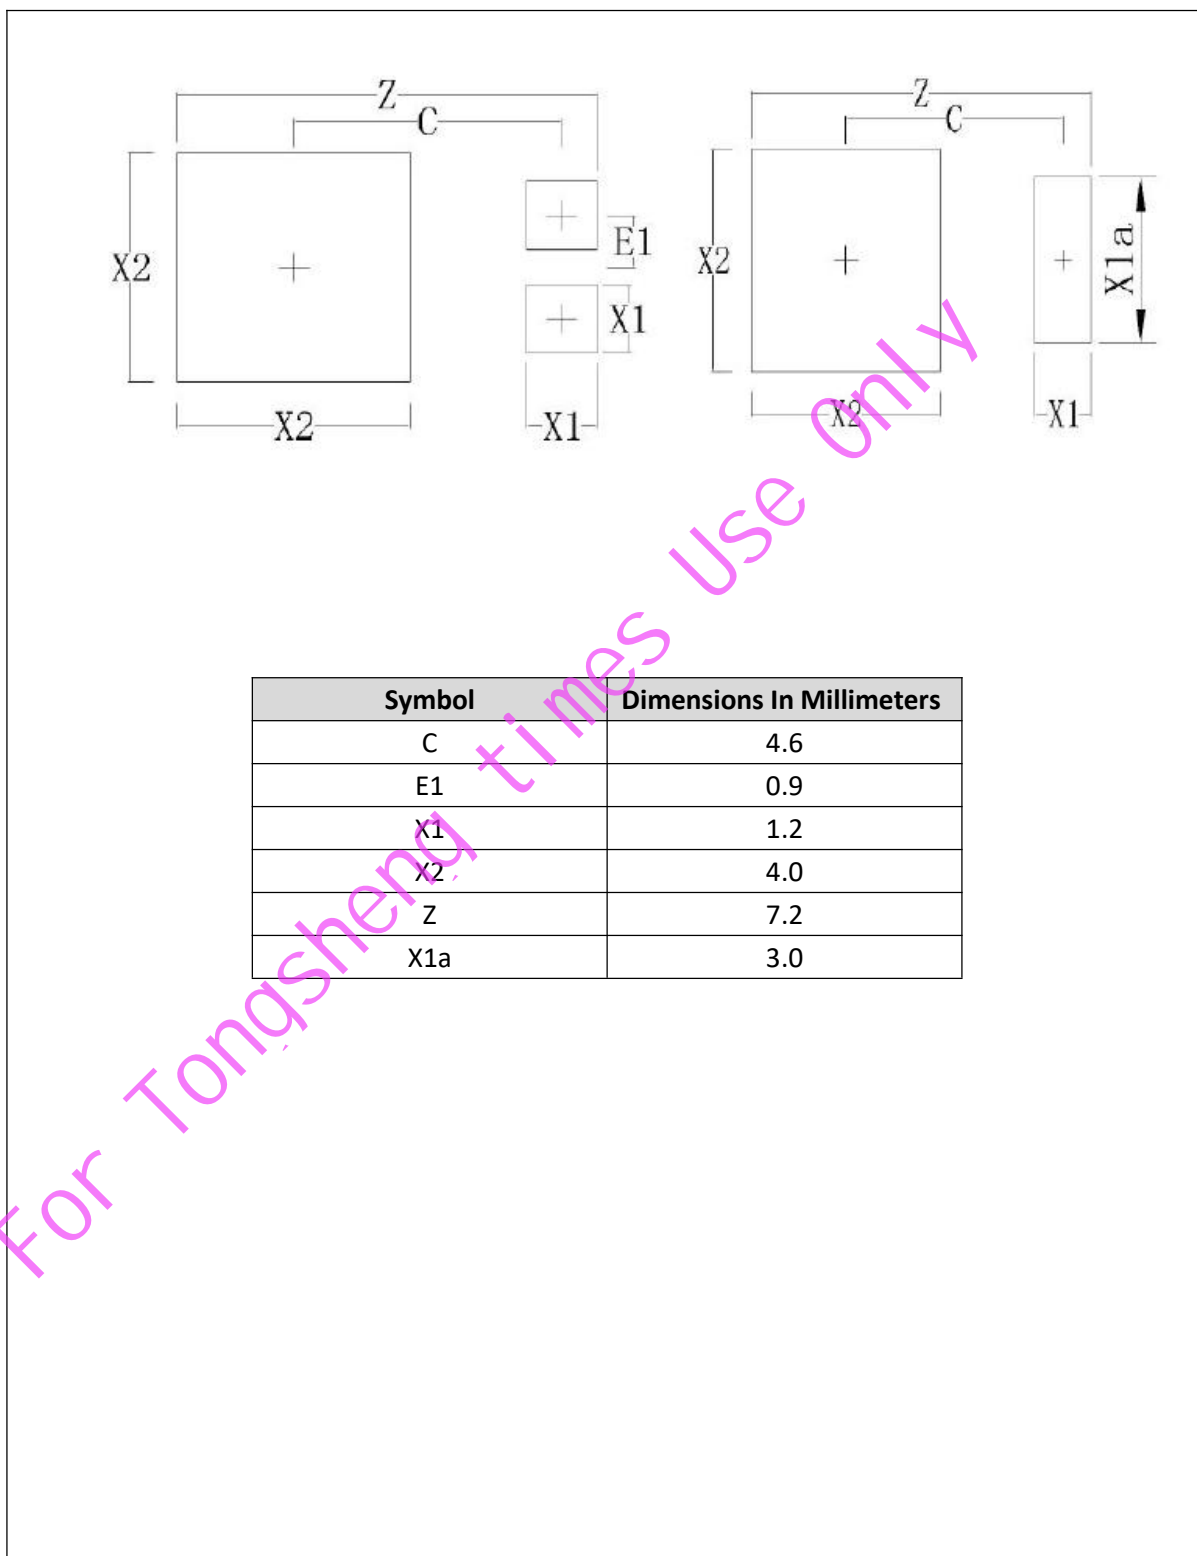 Z
C
Z
C
X2
E1
X1
X2
X1
X2
X1a
X2
X1
Symbol Dimensions In Millimeters
C 4.6
E1 0.9
X1 1.2
X2 4.0
Z 7.2
X1a 3.0
For Tongsheng times Use Only